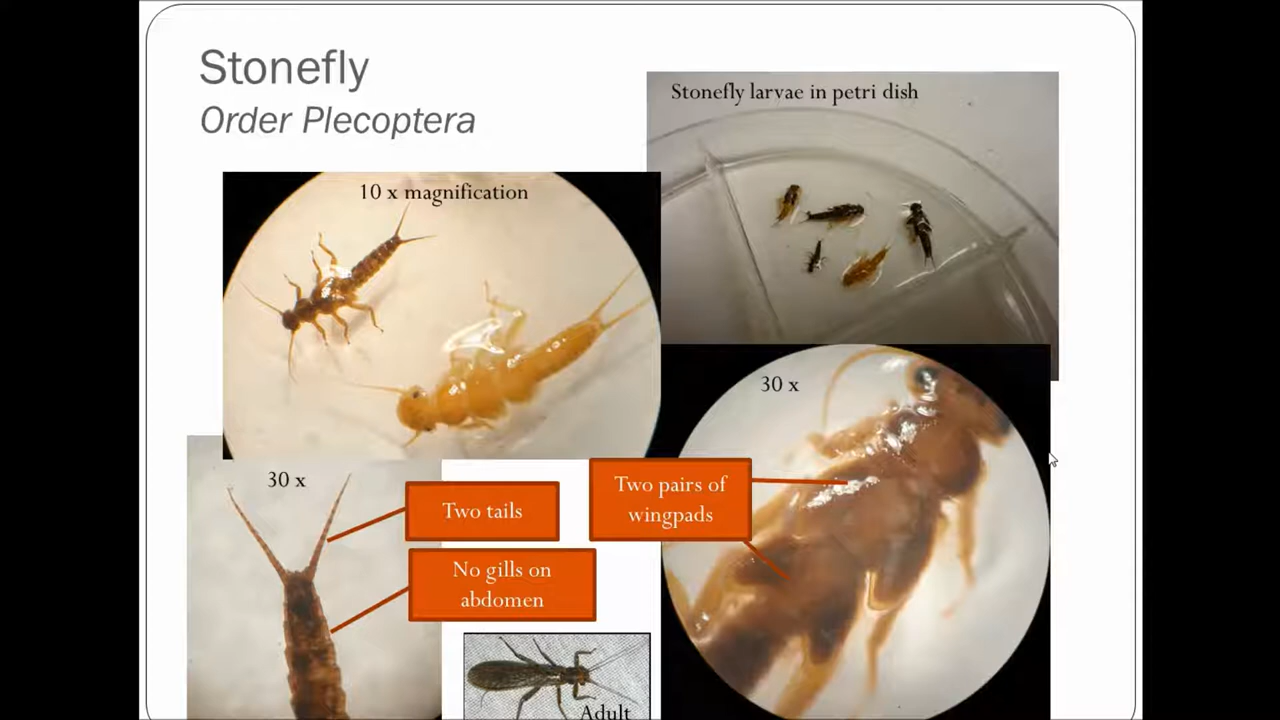 Stonefly
Order Plecoptera
Stonefly larvae in petri dish
10 x magnification
30 x
30 x
Two tails
Two pairs of
wingpads
No gills on
abdomen
Adult